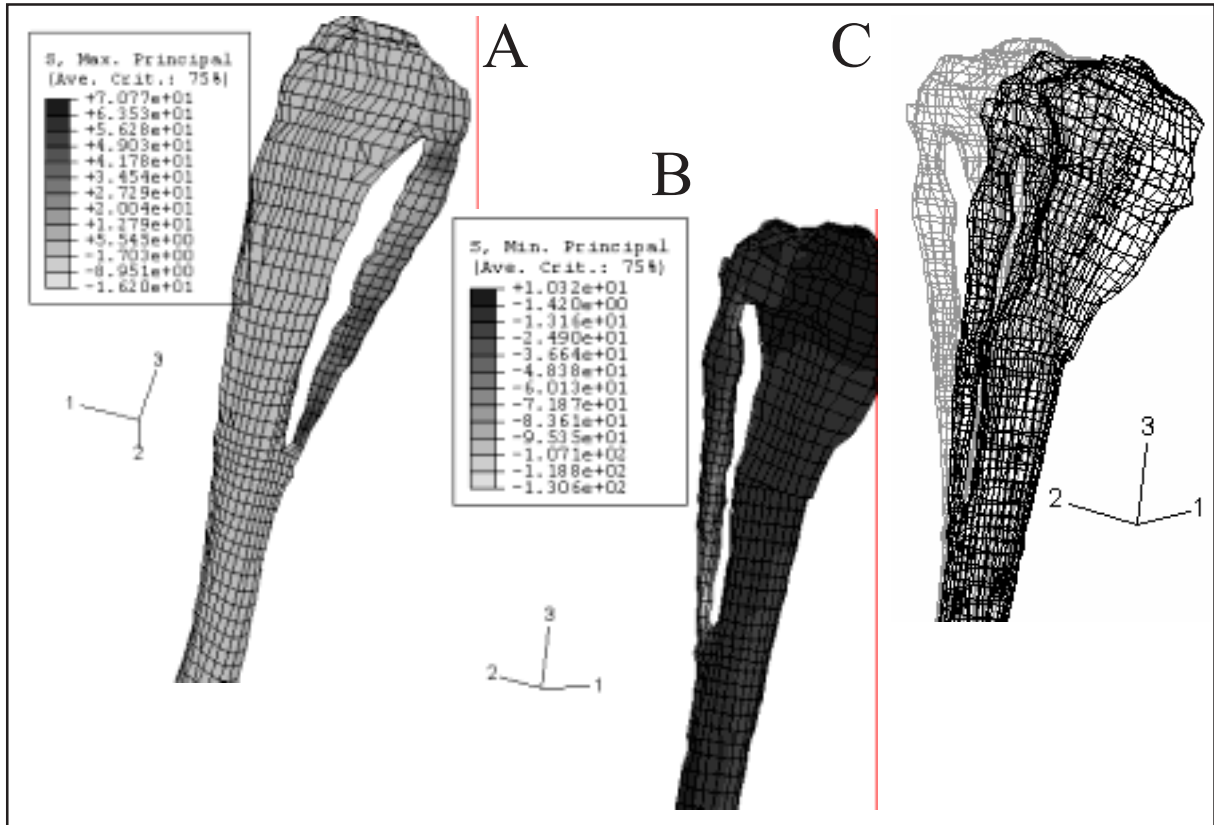 A
S, Max. Principal
(Ave. Crit.: 75%)
+7.077e+01
+6.353e+01
+5.628e+01
+4.903e+01
+4.178e+01
+3.454e+01
+2.729e+01
+2.004e+01
+1.279e+01
+5.545e+00
-1.703e+00
-8.951e+00
-1.620e+01
3
1
2
B
S, Min. Principal
(Ave. Crit.: 75%)
+1.032e+01
-1.420e+00
-1.316e+01
-2.490e+01
-3.664e+01
-4.838e+01
-6.013e+01
-7.187e+01
-8.361e+01
-9.535e+01
-1.071e+02
-1.188e+02
-1.306e+02
3
2
1
C
3
2
1